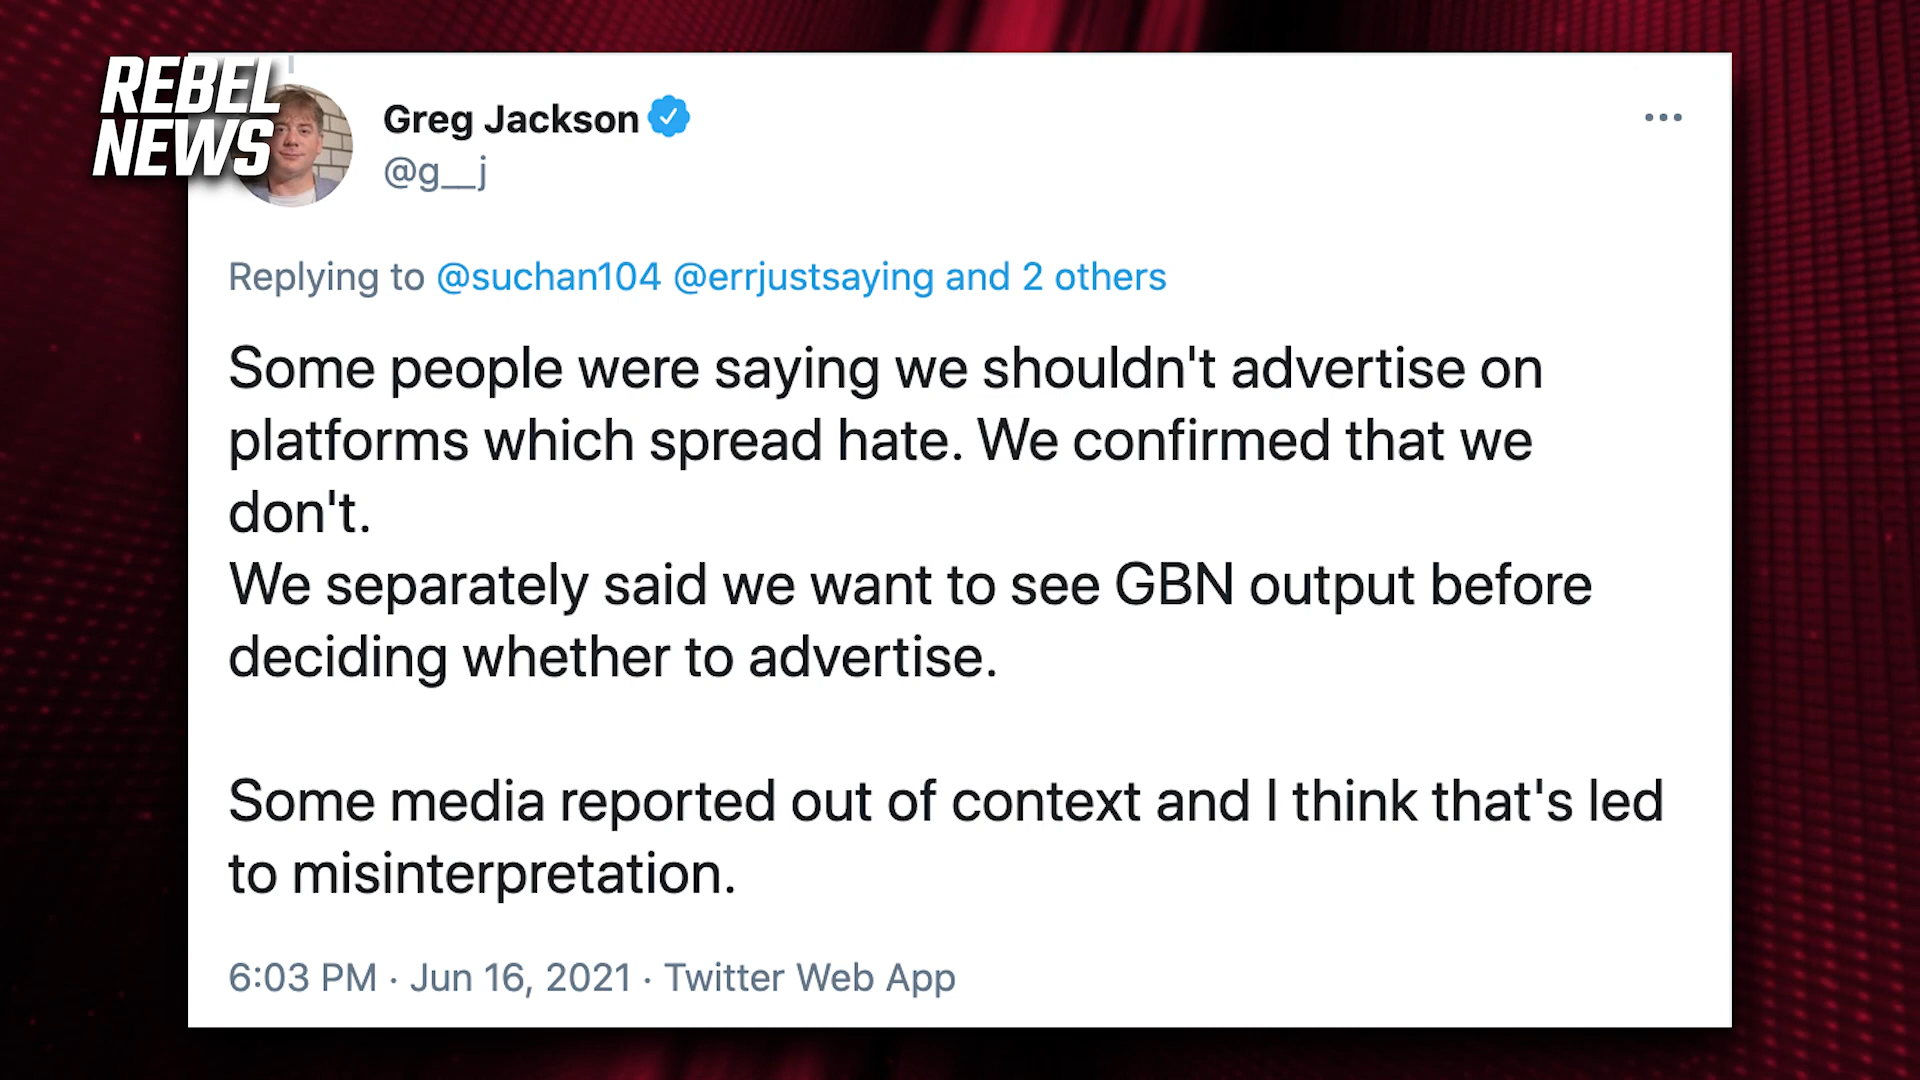 REBEL
NEWS
Greg Jackson
@g__j
Replying to @suchan104 @errjustsaying and 2 others
Some people were saying we shouldn't advertise on
platforms which spread hate. We confirmed that we
don't.
We separately said we want to see GBN output before
deciding whether to advertise.
Some media reported out of context and I think that's led
to misinterpretation.
6:03 PM · Jun 16, 2021 · Twitter Web App